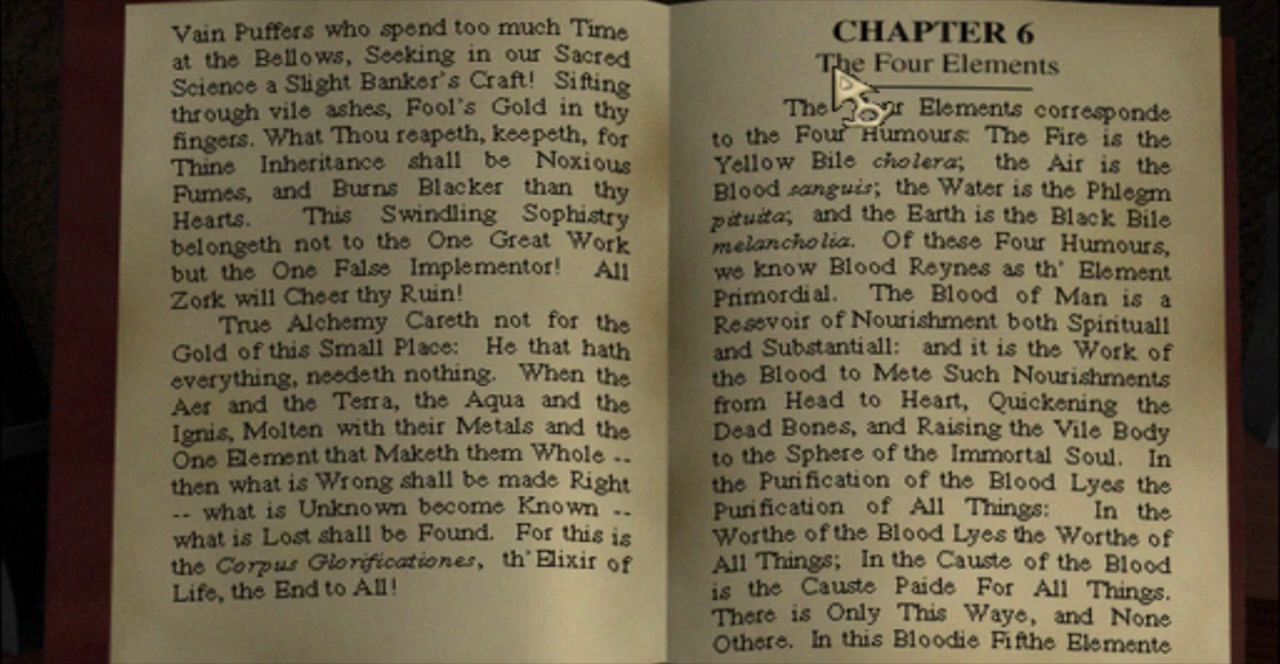 Vain Puffers who spend too much Time
at the Bellows, Seeking in our Sacred
Science a Slight Banker's Craft! Sifting
through vile ashes, Fool's Gold in thy
fingers. What Thou reapeth, keepeth, for
Thine Inheritance shall be Noxious
Fumes, and Burns Blacker than thy
Hearts. This Swindling Sophistry
belongeth not to the One Great Work
but the One False Implementor! All
Zork will Cheer thy Ruin!
True Alchemy Careth not for the
Gold of this Small Place: He that hath
everything, needeth nothing. When the
Aer and the Terra, the Aqua and the
Ignis, Molten with their Metals and the
One Element that Maketh them Whole --
then what is Wrong shall be made Right
-- what is Unknown become Known --
what is Lost shall be Found. For this is
the Corpus Glorificationes, th' Elixir of
Life, the End to All!
CHAPTER 6
The Four Elements
The Four Elements corresponde
to the Four Humours: The Fire is the
Yellow Bile cholera; the Air is the
Blood sanguis; the Water is the Phlegm
pituita; and the Earth is the Black Bile
melancholia. Of these Four Humours,
we know Blood Reynes as th' Element
Primordial. The Blood of Man is a
Resevoir of Nourishment both Spirituall
and Substantiall: and it is the Work of
the Blood to Mete Such Nourishments
from Head to Heart, Quickening the
Dead Bones, and Raising the Vile Body
to the Sphere of the Immortal Soul. In
the Purification of the Blood Lyes the
Purification of All Things: In the
Worthe of the Blood Lyes the Worthe of
All Things; In the Causte of the Blood
is the Causte Paide For All Things.
There is Only This Waye, and None
Othere. In this Bloodie Fifthe Elemente